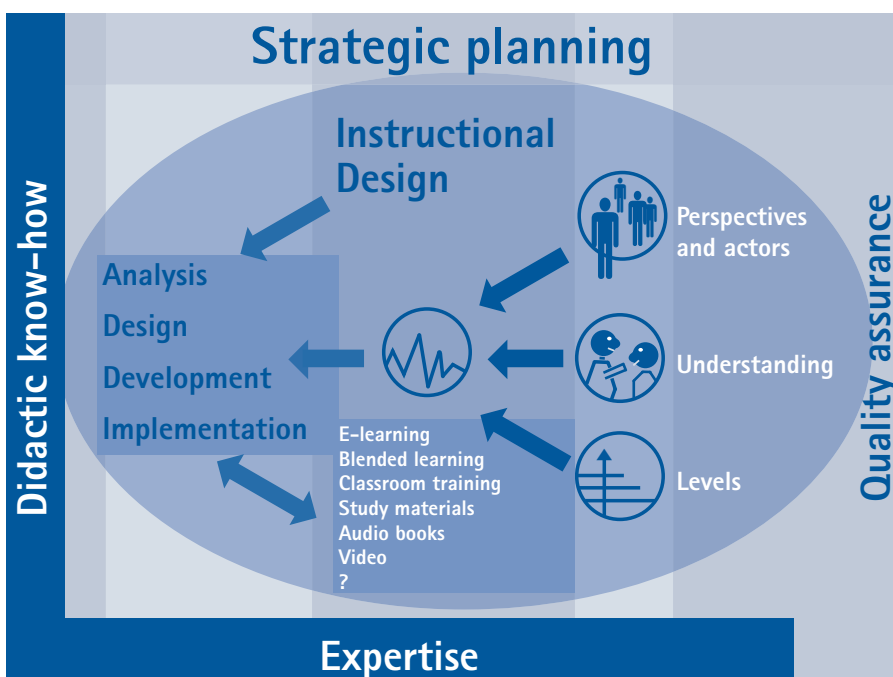 Strategic planning
Instructional
Design
Didactic know-how
Analysis
Design
Development
Implementation
E-learning
Blended learning
Classroom training
Study materials
Audio books
Video
?
Perspectives
and actors
Understanding
Levels
Quality assurance
Expertise